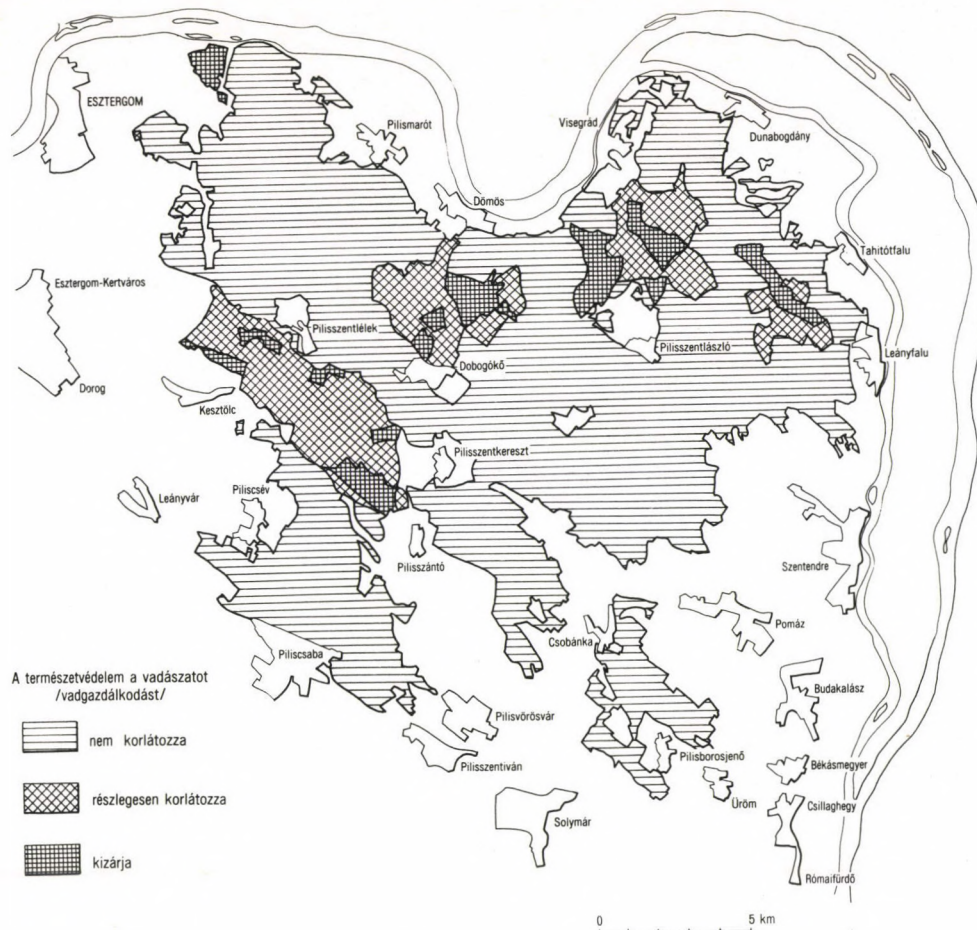 ESZTERGOM
Pilismarót
Visegrád
Dunabogdány
Dömös
Tahitótfalu
Esztergom-Kertváros
Pilisszentlélek
Pilisszentlászló
Leányfalu
Dobogókő
Dorog
Kesztölc
Pilisszentkereszt
Leányvár
Piliscsév
Pilisszántó
Szentendre
Csobánka
Pomáz
Piliscsaba
A természetvédelem a vadászatot
/vadgazdálkodást/
Budakalász
Pilisvörösvár
nem korlátozza
Pilisborosjenő
Pilisszentiván
Békásmegyer
Üröm
részlegesen korlátozza
Csillaghegy
Solymár
kizárja
Rómaifürdő
0 5 km